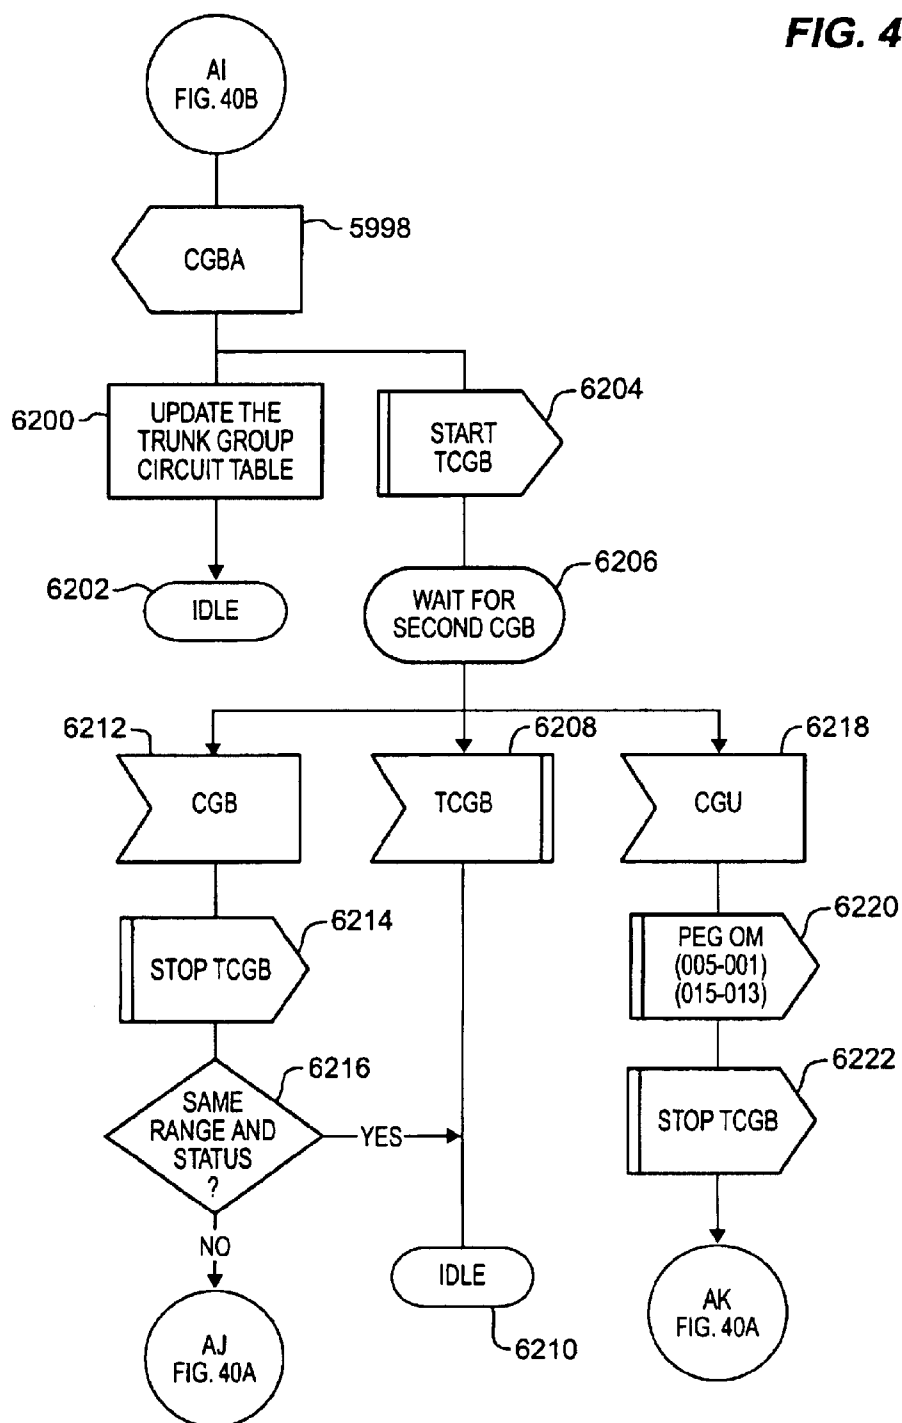 FIG. 4
AI
FIG. 40B
5998
CGBA
6200
UPDATE THE
TRUNK GROUP
CIRCUIT TABLE
6204
START
TCGB
6202
IDLE
6206
WAIT FOR
SECOND CGB
6212
CGB
6208
TCGB
6218
CGU
6214
STOP TCGB
6220
PEG OM
(005-001)
(015-013)
6216
SAME
RANGE AND
STATUS
?
YES
6222
STOP TCGB
NO
IDLE
6210
AJ
FIG. 40A
AK
FIG. 40A